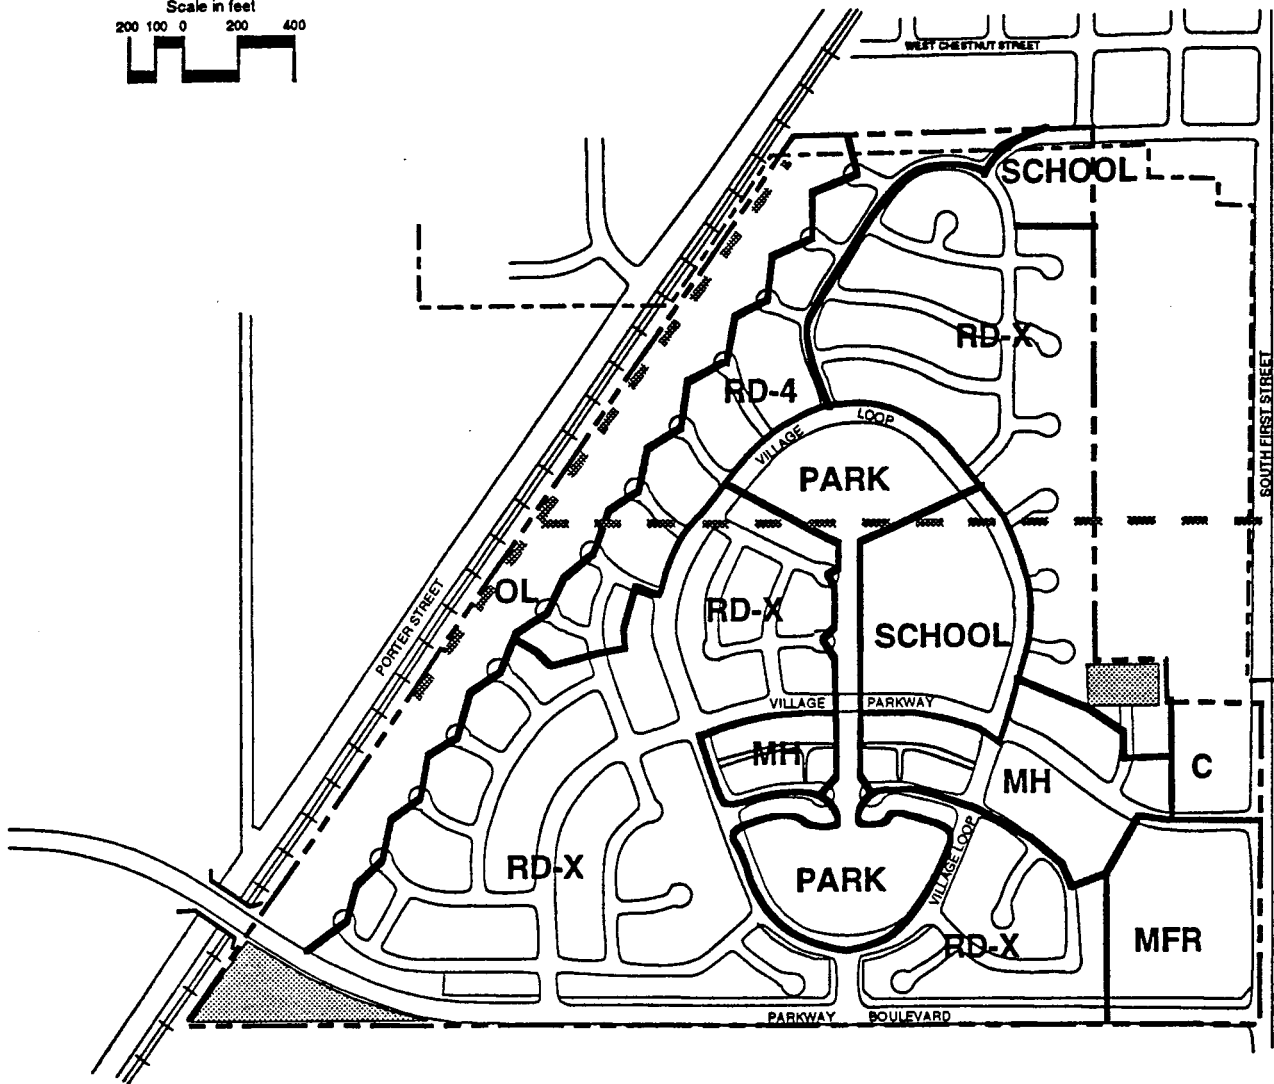 Scale in feet
200 100 0 200 400
WEST CHESTNUT STREET
SCHOOL
RD-X
SOUTH FIRST STREET
RD-4
VILLAGE LOOP
PARK
OL
RD-X
PORTER STREET
SCHOOL
VILLAGE PARKWAY
MH
MH
C
RD-X
PARK
VILLAGE LOOP
RD-X
MFR
PARKWAY BOULEVARD